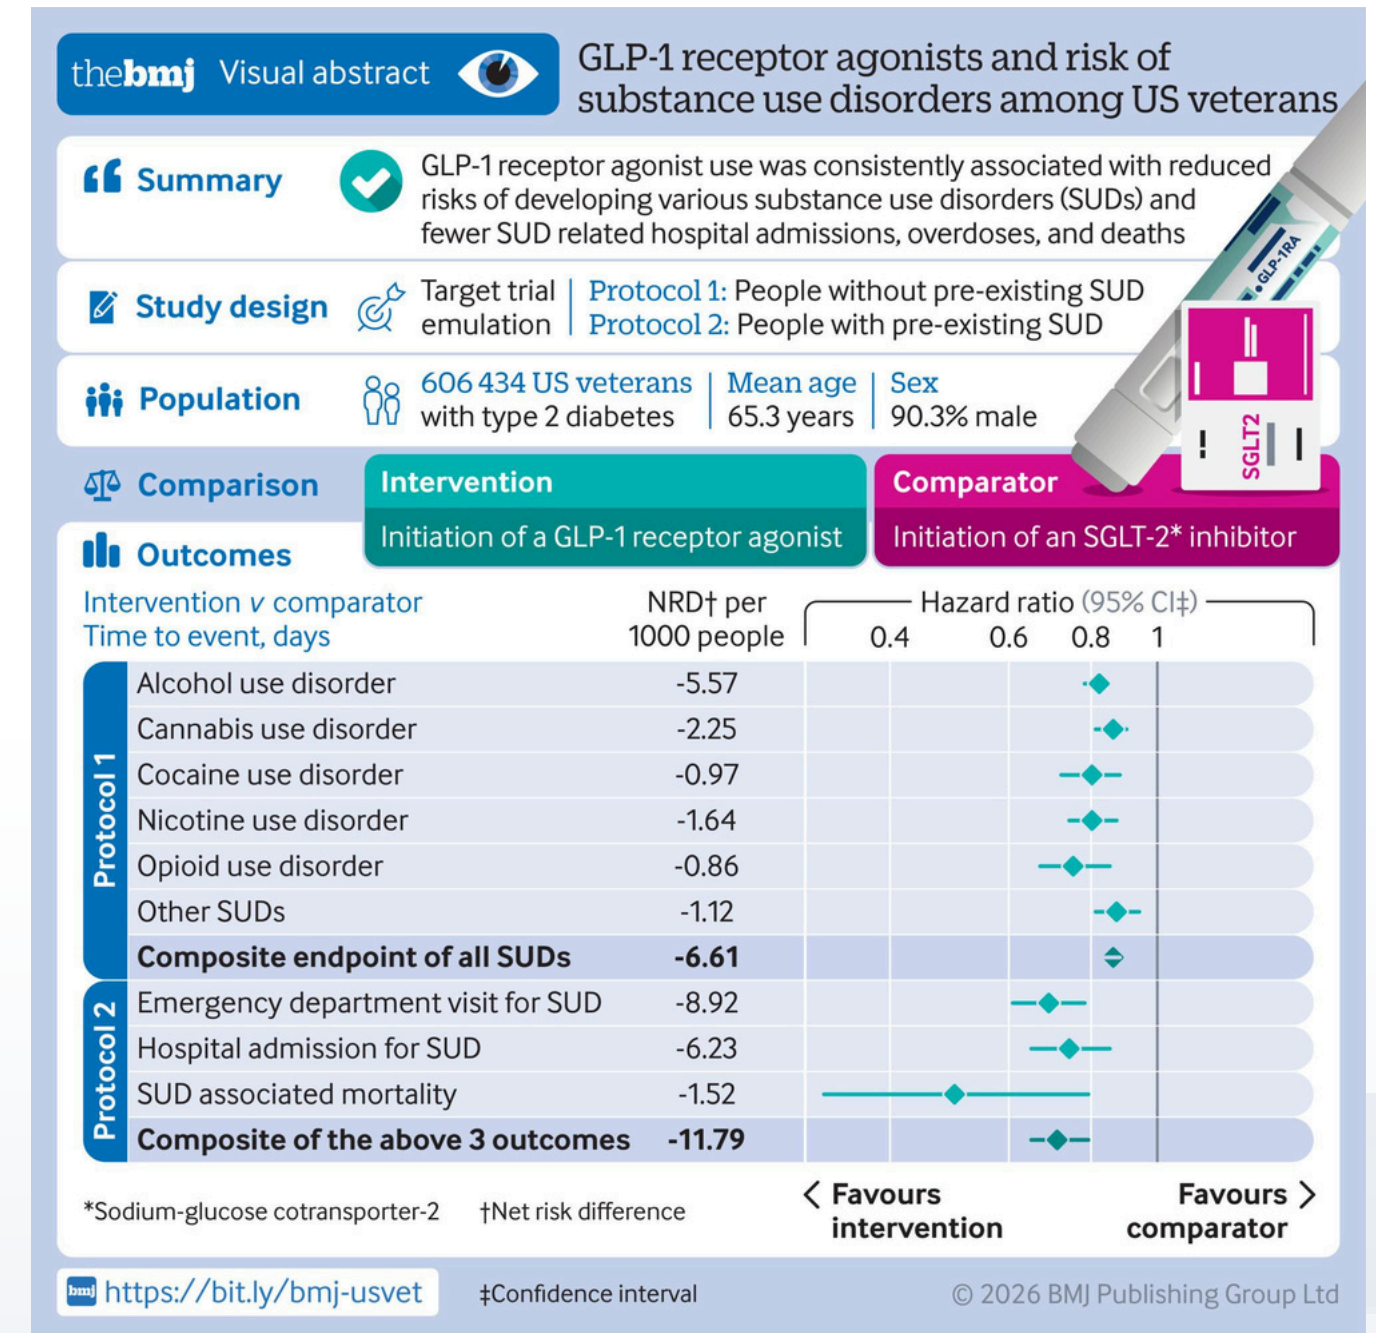 thebmj Visual abstract
GLP-1 receptor agonists and risk of
substance use disorders among US veterans
Summary
GLP-1 receptor agonist use was consistently associated with reduced
risks of developing various substance use disorders (SUDs) and
fewer SUD related hospital admissions, overdoses, and deaths
GLP-1RA
Study design
Target trial
emulation
Protocol 1: People without pre-existing SUD
Protocol 2: People with pre-existing SUD
Population
606 434 US veterans
with type 2 diabetes
Mean age
65.3 years
Sex
90.3% male
SGLT2
Comparison
Intervention
Initiation of a GLP-1 receptor agonist
Comparator
Initiation of an SGLT-2* inhibitor
Outcomes
Intervention v comparator
Time to event, days
NRD† per
1000 people
Hazard ratio (95% CI‡)
0.4 0.6 0.8 1
Protocol 1
Alcohol use disorder -5.57
Cannabis use disorder -2.25
Cocaine use disorder -0.97
Nicotine use disorder -1.64
Opioid use disorder -0.86
Other SUDs -1.12
Composite endpoint of all SUDs -6.61
Protocol 2
Emergency department visit for SUD -8.92
Hospital admission for SUD -6.23
SUD associated mortality -1.52
Composite of the above 3 outcomes -11.79
< Favours
intervention
Favours >
comparator
*Sodium-glucose cotransporter-2 †Net risk difference
bmj https://bit.ly/bmj-usvet ‡Confidence interval © 2026 BMJ Publishing Group Ltd